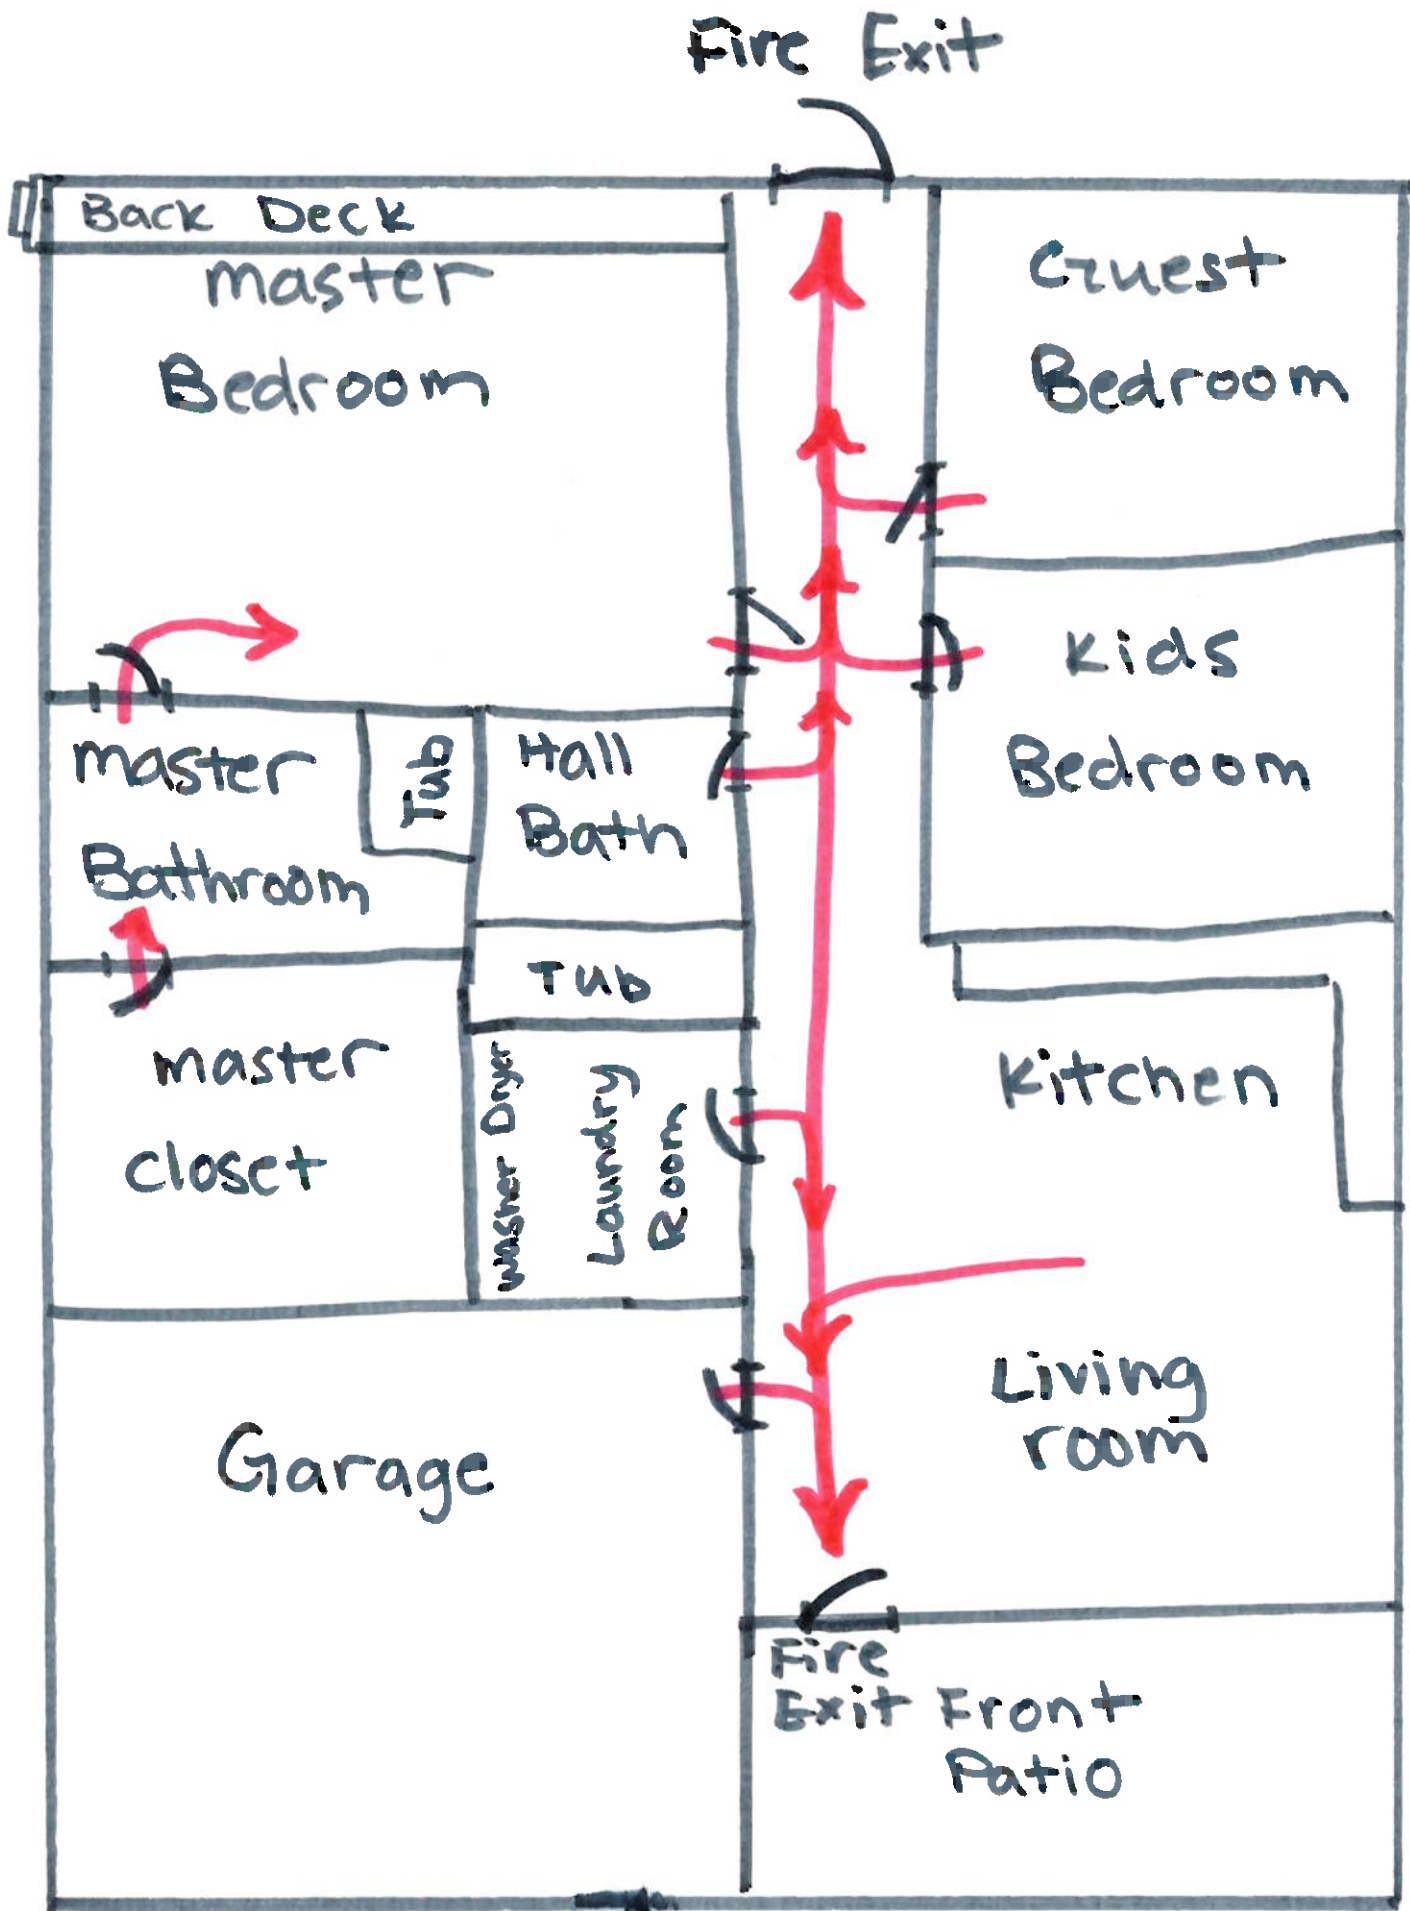 Fire Exit
Back Deck
master
Bedroom
Guest
Bedroom
Kids
Bedroom
master
Bathroom
Tub
Hall
Bath
Tub
master
closet
Washer Dryer
Laundry
Room
Kitchen
Living
room
Garage
Fire
Exit
Front
Patio